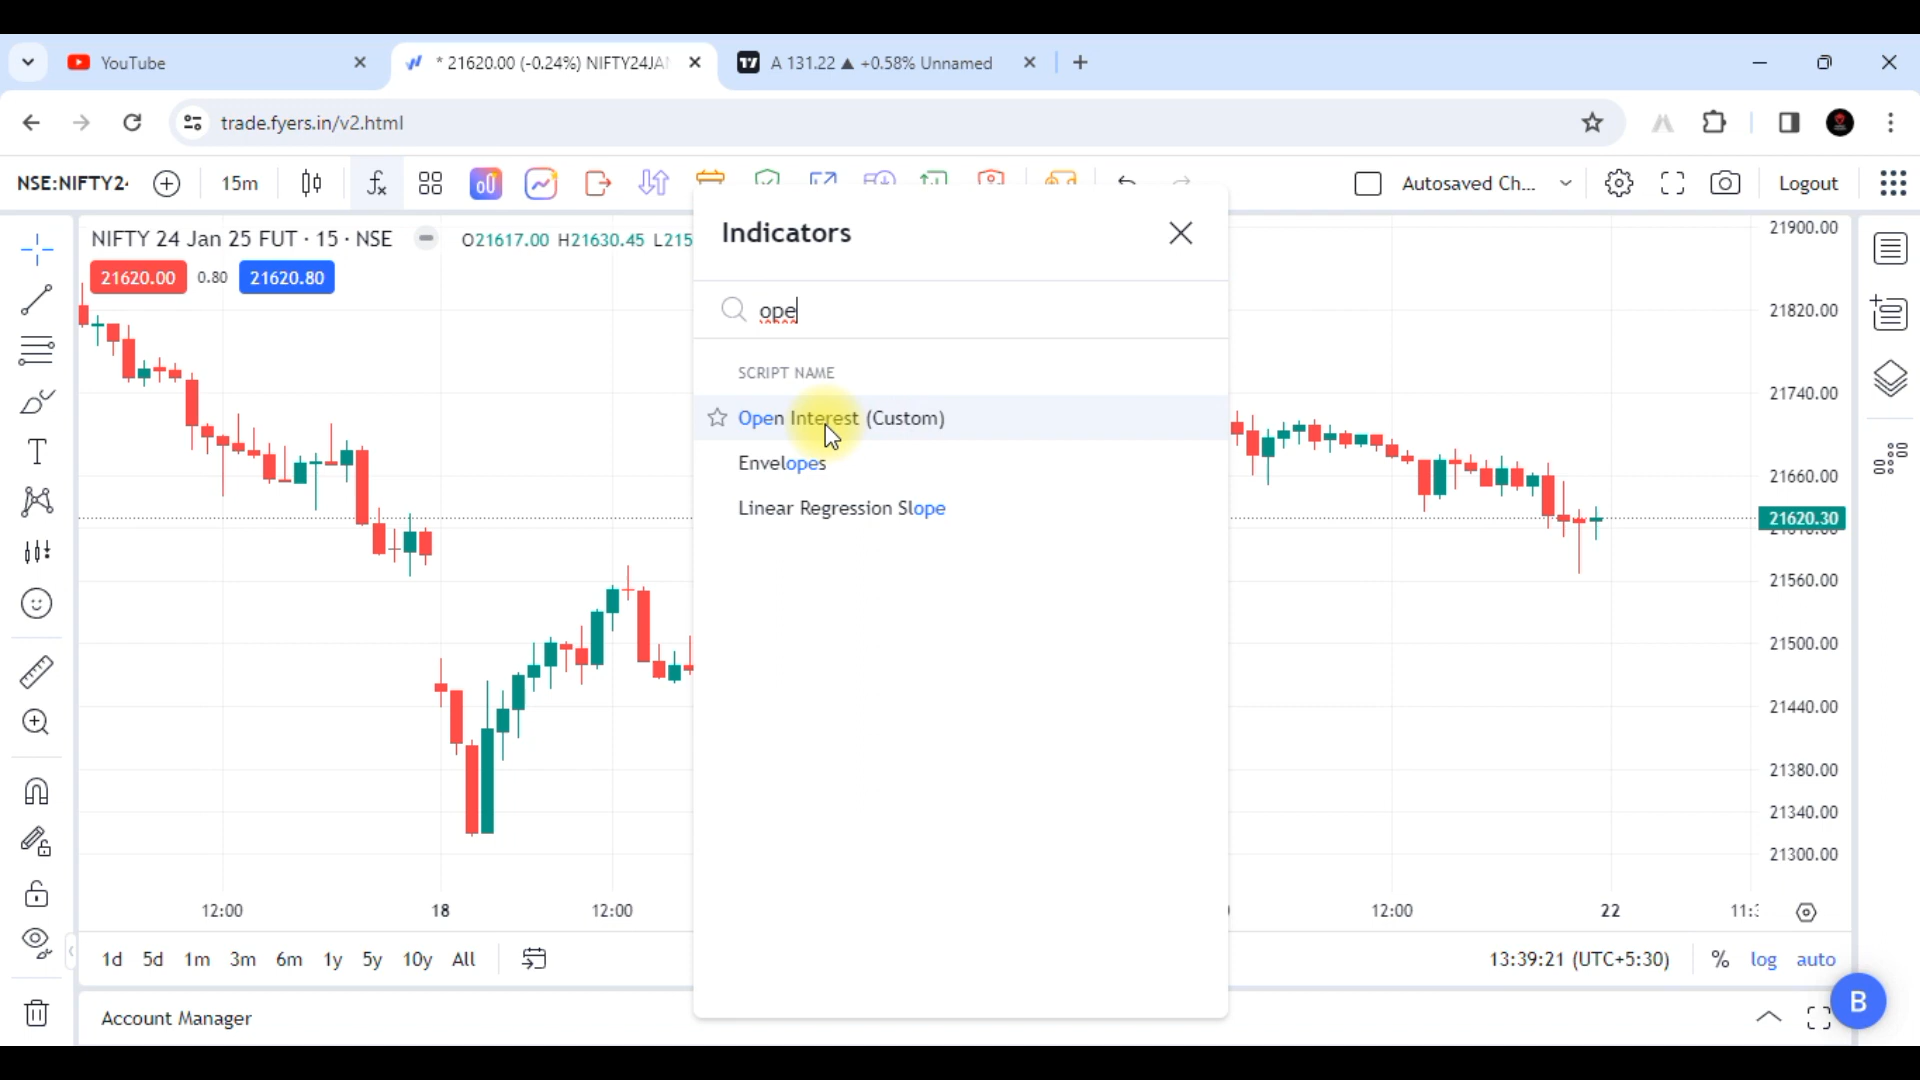 YouTube
* 21620.00 (-0.24%) NIFTY24JAN
A 131.22 ▲ +0.58% Unnamed
trade.fyers.in/v2.html
NSE:NIFTY24
15m
Autosaved Ch...
Logout
NIFTY 24 Jan 25 FUT · 15 · NSE
O21617.00 H21630.45 L215
21620.00
0.80
21620.80
Indicators
ope
SCRIPT NAME
Open Interest (Custom)
Envelopes
Linear Regression Slope
21900.00
21820.00
21740.00
21660.00
21620.30
21560.00
21500.00
21440.00
21380.00
21340.00
21300.00
12:00
18
12:00
12:00
22
11:3
1d 5d 1m 3m 6m 1y 5y 10y All
13:39:21 (UTC+5:30)
%
log
auto
Account Manager
B